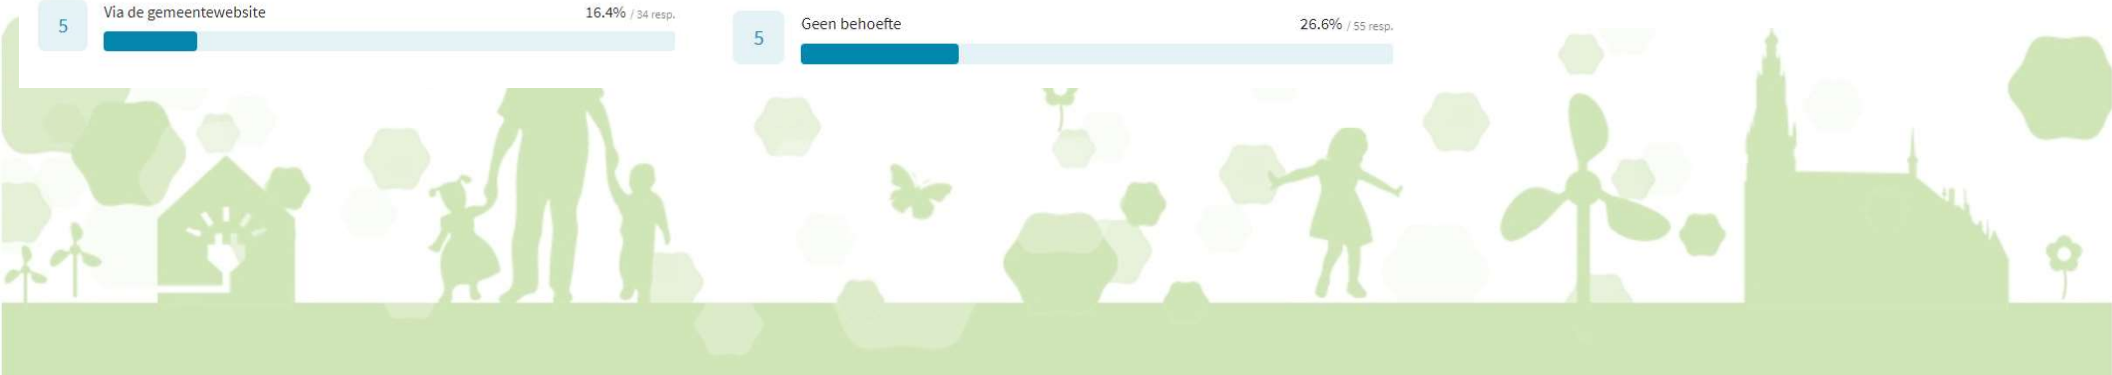 5
Via de gemeentewebsite
16.4% / 34 resp.
5
Geen behoefte
26.6% / 55 resp.